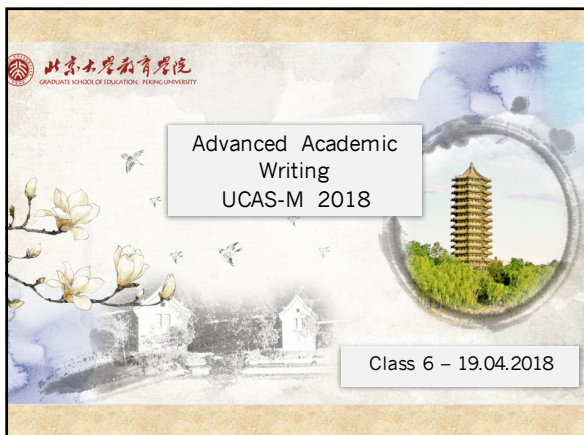 北京大学教育学院
GRADUATE SCHOOL OF EDUCATION, PEKING UNIVERSITY
Advanced Academic
Writing
UCAS-M 2018
Class 6 – 19.04.2018